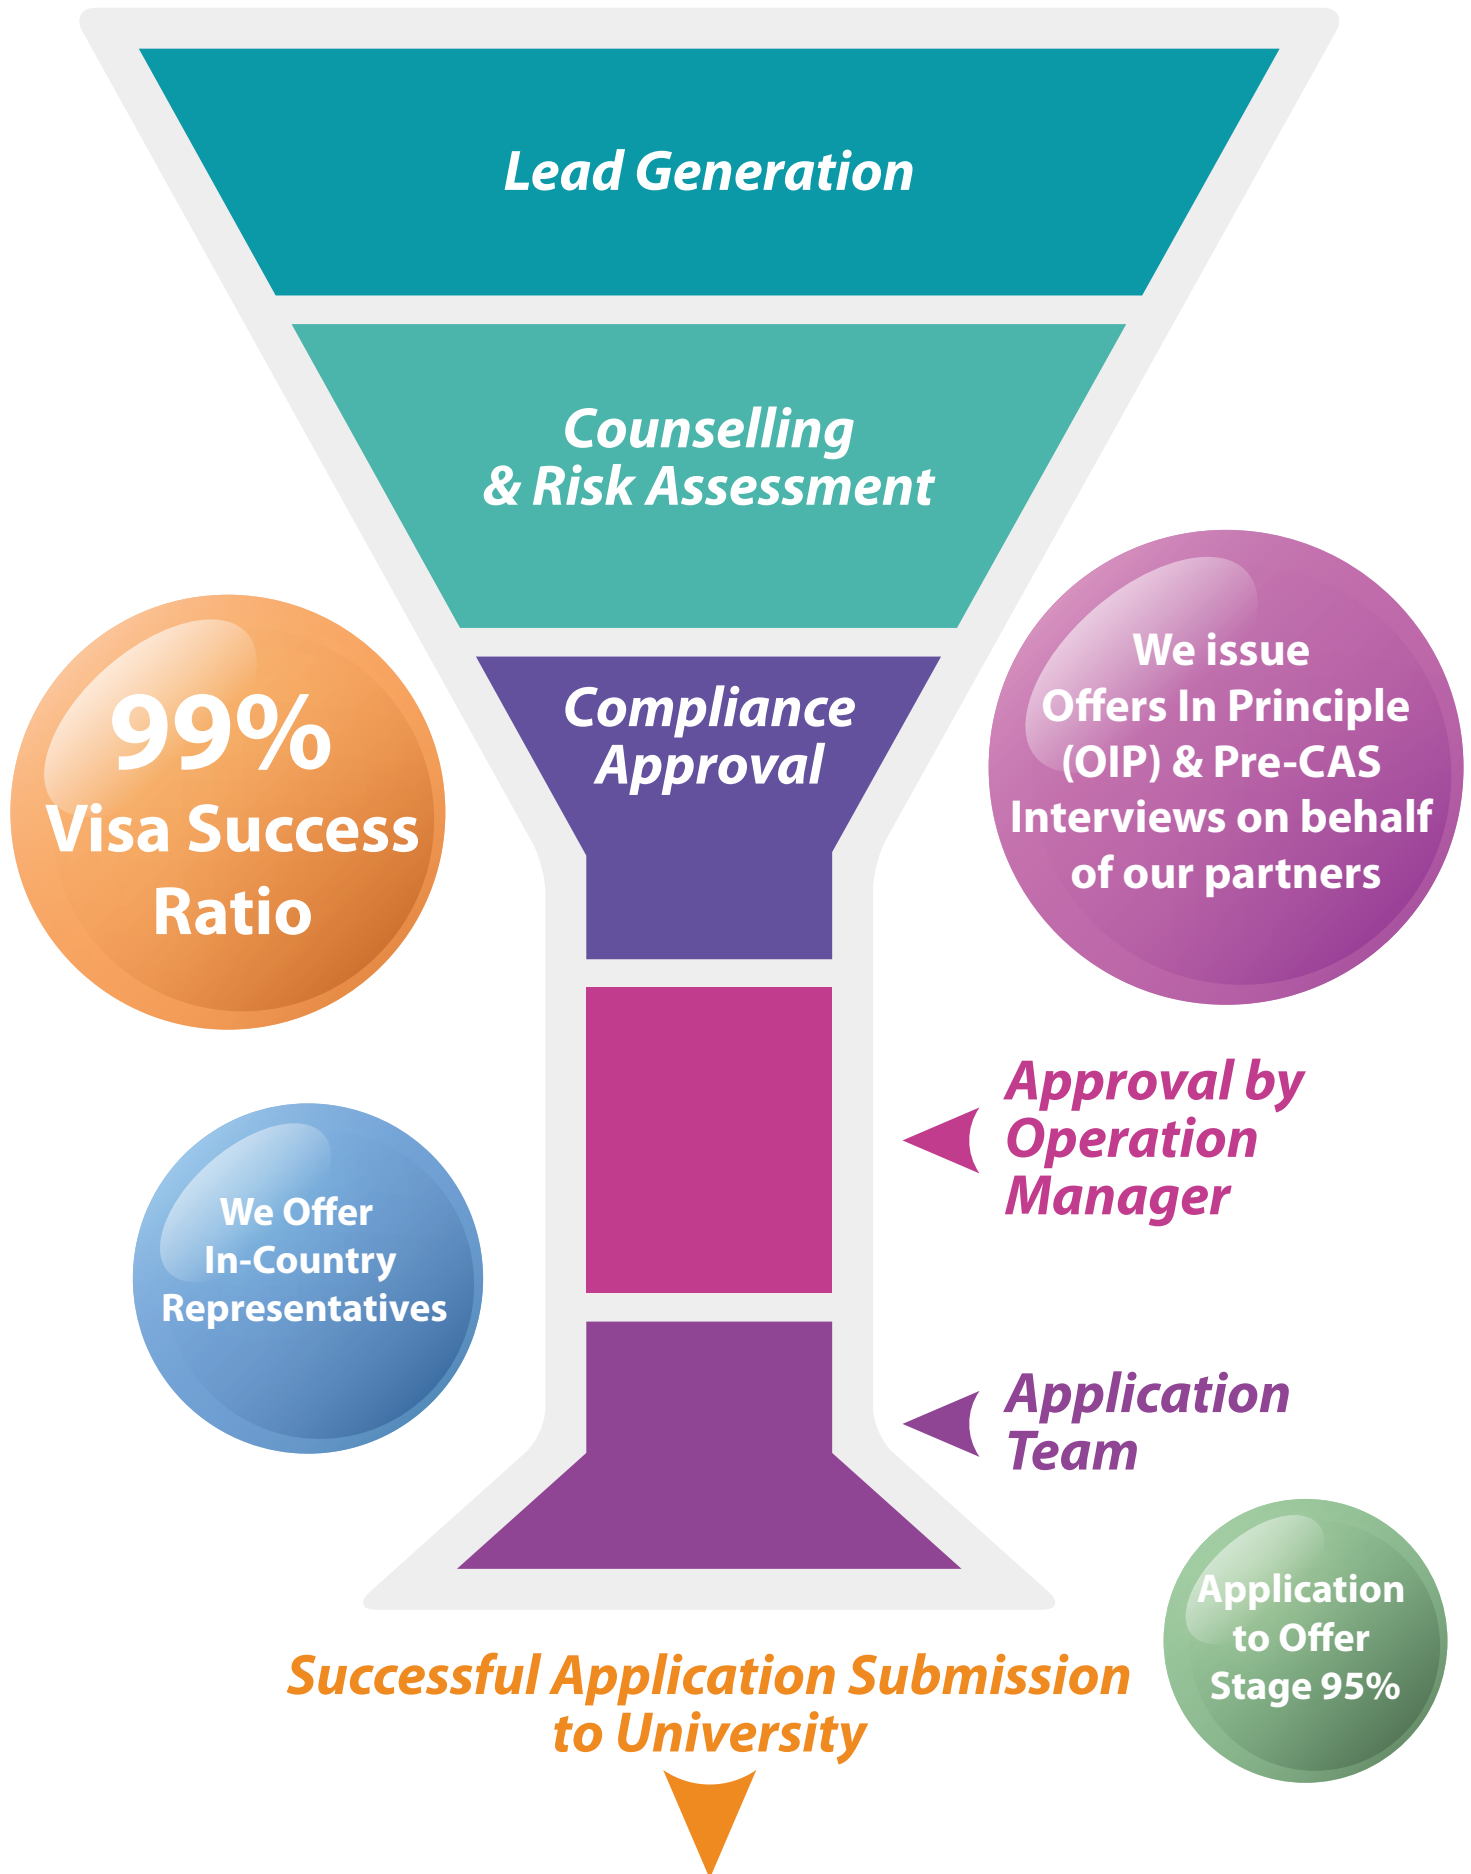 Lead Generation
Counselling
& Risk Assessment
Compliance
Approval
99%
Visa Success
Ratio
We issue
Offers In Principle
(OIP) & Pre-CAS
Interviews on behalf
of our partners
Approval by
Operation
Manager
We Offer
In-Country
Representatives
Application
Team
Application
to Offer
Stage 95%
Successful Application Submission
to University